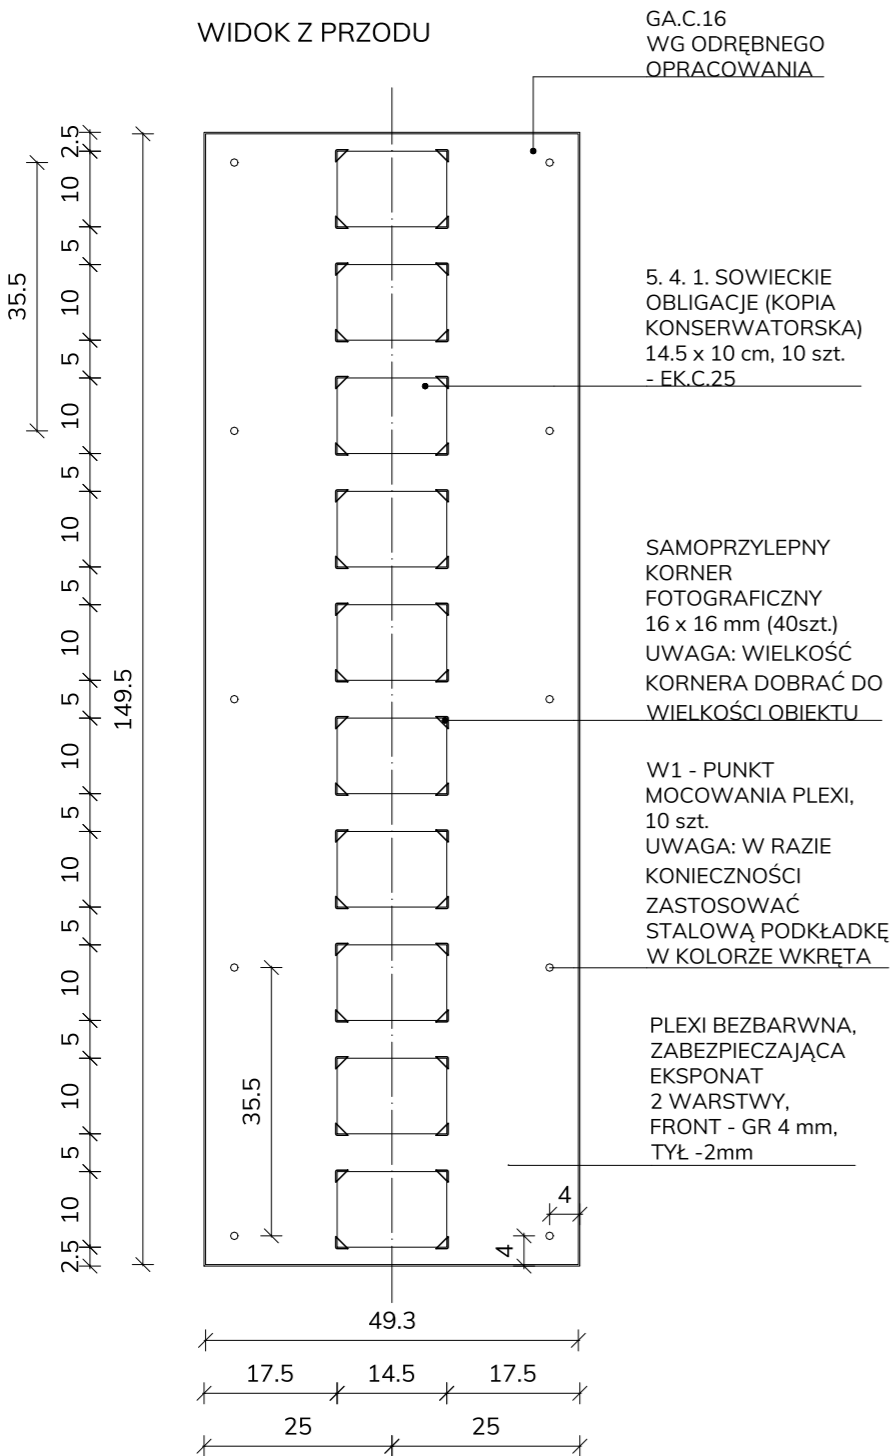 WIDOK Z PRZODU
GA.C.16
WG ODRĘBNEGO
OPRACOWANIA
5. 4. 1. SOWIECKIE
OBLIGACJE (KOPIA
KONSERWATORSKA)
14.5 x 10 cm, 10 szt.
- EK.C.25
SAMOPRZYLEPNY
KORNER
FOTOGRAFICZNY
16 x 16 mm (40szt.)
UWAGA: WIELKOŚĆ
KORNERA DOBRAĆ DO
WIELKOŚCI OBIEKTU
W1 - PUNKT
MOCOWANIA PLEXI,
10 szt.
UWAGA: W RAZIE
KONIECZNOŚCI
ZASTOSOWAĆ
STALOWĄ PODKŁADKĘ
W KOLORZE WKRĘTA
PLEXI BEZBARWNA,
ZABEZPIECZAJĄCA
EKSPONAT
2 WARSTWY,
FRONT - GR 4 mm,
TYŁ -2mm
35.5
2.5
10
5
10
5
10
5
10
5
10
5
10
5
10
5
10
5
10
5
10
2.5
149.5
35.5
4
4
49.3
17.5
14.5
17.5
25
25